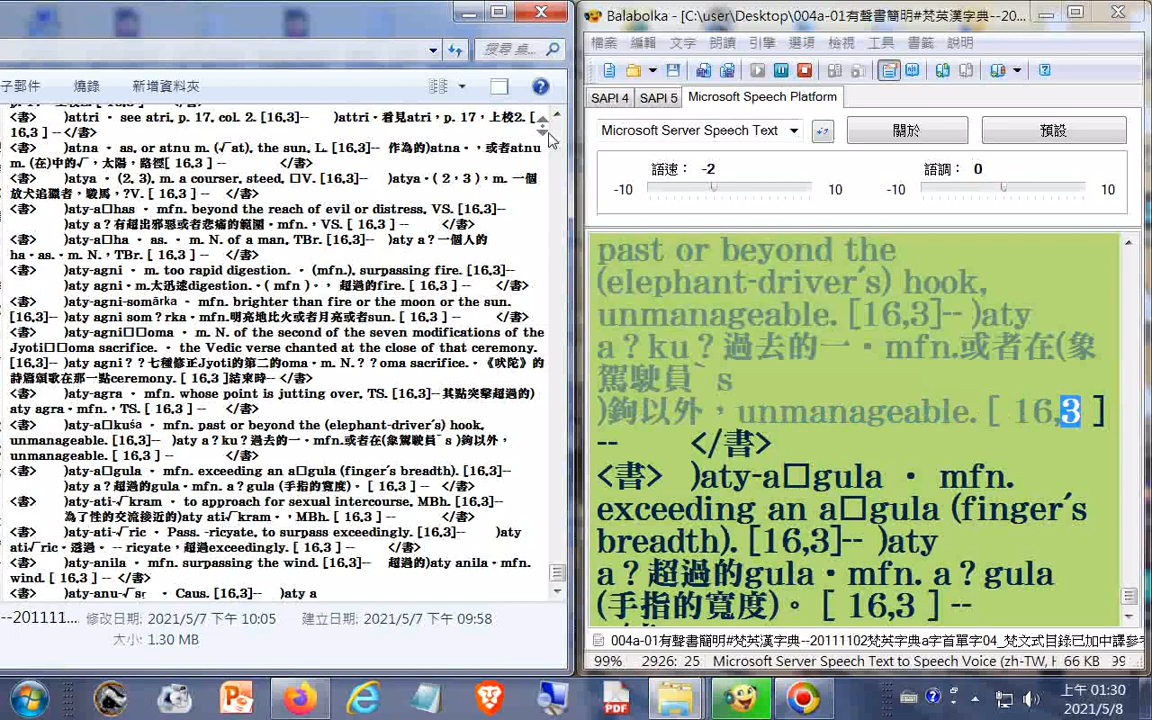 搜尋 桌...
子郵件 燒錄 新增資料夾
)attri · see atri. p. 17, col. 2. [16,3]-- )attri·看見atri，p. 17，上校2. [
16,3 ] --</書>
<書> )atna · as, or atnu m. (√at), the sun, L. [16,3]-- 作為的)atna·，或者atnu
m. (在)中的√，太陽，路徑[ 16,3 ] </書>
<書> )atya · (2, 3), m. a courser, steed, □V. [16,3]-- )atya·( 2，3 )，m. 一個
放犬追獵者，駿馬，?V. [ 16,3 ] </書>
<書> )aty-a□has · mfn. beyond the reach of evil or distress, VS. [16,3]--
)aty a？有超出邪惡或者悲痛的範圍·mfn.，VS. [ 16,3 ] </書>
<書> )aty-a□ha · as. · m. N. of a man, TBr. [16,3]-- )aty a？一個人的
ha·as.·m. N.，TBr. [ 16,3 ] </書>
<書> )aty-agni · m. too rapid digestion. · (mfn.), surpassing fire. [16,3]--
)aty agni·m.太迅速digestion.·( mfn )·，超過的fire. [ 16,3 ] </書>
<書> )aty-agni-somārka · mfn. brighter than fire or the moon or the sun.
[16,3]-- )aty agni som？rka·mfn.明亮地比火或者月亮或者sun. [ 16,3 ] </書>
<書> )aty-agni□□oma · m. N. of the second of the seven modifications of the
Jyoti□□oma sacrifice. · the Vedic verse chanted at the close of that ceremony.
[16,3]-- )aty agni？？七種修正Jyoti的第二的oma·m. N.？？oma sacrifice.·《吠陀》的
詩篇頌歌在那一點ceremony. [ 16,3 ]結束時--</書>
<書> )aty-agra · mfn. whose point is jutting over, TS. [16,3]--其點突擊超過的)
aty agra·mfn.，TS. [ 16,3 ] </書>
<書> )aty-a□kuśa · mfn. past or beyond the (elephant-driver's) hook,
unmanageable. [16,3]-- )aty a？ku？過去的一·mfn.或者在(象駕駛員`s )鉤以外，
unmanageable. [ 16,3 ] -- </書>
<書> )aty-a□gula · mfn. exceeding an a□gula (finger's breadth). [16,3]--
)aty a？超過的gula·mfn. a？gula (手指的寬度)。 [ 16,3 ] -- </書>
<書> )aty-ati-√kram · to approach for sexual intercourse, MBh. [16,3]--
為了性的交流接近的)aty ati√kram·，MBh. [ 16,3 ] </書>
<書> )aty-ati-√ric · Pass. -ricyate, to surpass exceedingly. [16,3]-- )aty
ati√ric·透過。 -- ricyate，超過exceedingly. [ 16,3 ] </書>
<書> )aty-anila · mfn. surpassing the wind. [16,3]-- 超過的)aty anila·mfn.
wind. [ 16,3 ] -- </書>
<書> )aty-anu-√sṛ · Caus. [16,3]-- )aty a
--201111... 修改日期: 2021/5/7 下午 10:05 建立日期: 2021/5/7 下午 09:58
大小: 1.30 MB
Balabolka - [C:\user\Desktop\004a-01有聲書簡明#梵英漢字典--20...
檔案 編輯 文字 朗讀 引擎 選項 檢視 工具 書籤 說明
SAPI 4 SAPI 5 Microsoft Speech Platform
Microsoft Server Speech Text 關於 預設
語速: -2 語調: 0
-10 10 -10 10
past or beyond the
(elephant-driver's) hook,
unmanageable. [16,3]-- )aty
a？ku？過去的一·mfn.或者在(象
駕駛員` s
)鉤以外，unmanageable. [ 16,3 ]
-- </書>
<書> )aty-a□gula · mfn.
exceeding an a□gula (finger's
breadth). [16,3]-- )aty
a？超過的gula·mfn. a？gula
(手指的寬度)。 [ 16,3 ] --
004a-01有聲書簡明#梵英漢字典--20111102梵英字典a字首單字04_梵文式目錄已加中譯參考
99% 2926: 25 Microsoft Server Speech Text to Speech Voice (zh-TW, H 66 KB
PDF
上午 01:30
2021/5/8